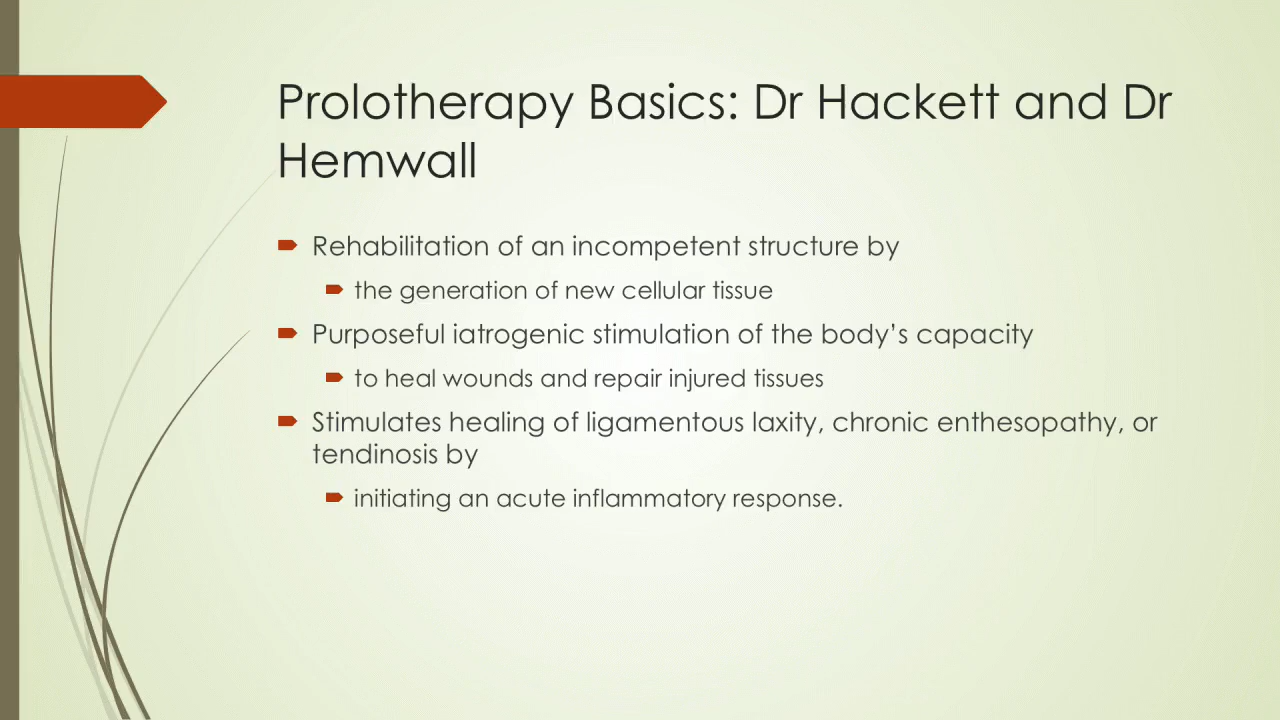 Prolotherapy Basics: Dr Hackett and Dr
Hemwall
Rehabilitation of an incompetent structure by
the generation of new cellular tissue
Purposeful iatrogenic stimulation of the body’s capacity
to heal wounds and repair injured tissues
Stimulates healing of ligamentous laxity, chronic enthesopathy, or
tendinosis by
initiating an acute inflammatory response.